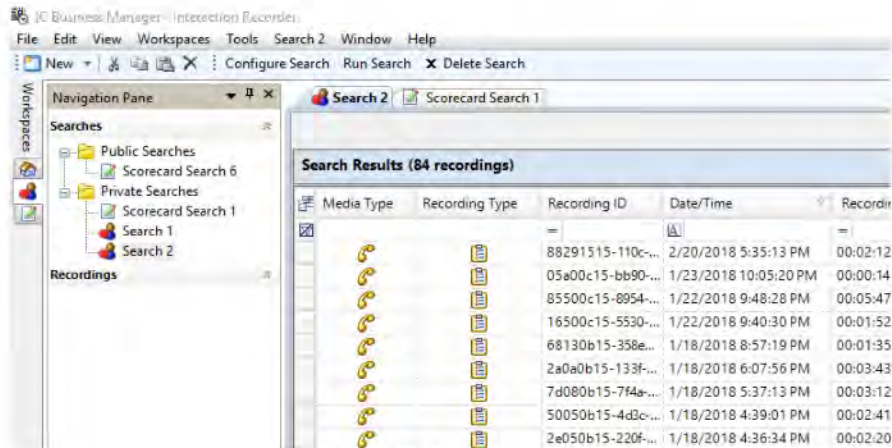 IC Business Manager - Interaction Recorder
File Edit View Workspaces Tools Search 2 Window Help
New Configure Search Run Search X Delete Search
Workspaces
Navigation Pane
Searches
Public Searches
Scorecard Search 6
Private Searches
Scorecard Search 1
Search 1
Search 2
Recordings
Search 2 Scorecard Search 1
Search Results (84 recordings)
Media Type Recording Type Recording ID Date/Time
= A =
88291515-110c-... 2/20/2018 5:35:13 PM 00:02:12
05a00c15-bb90-... 1/23/2018 10:05:20 PM 00:00:14
85500c15-8954-... 1/22/2018 9:48:28 PM 00:05:47
16500c15-5530-... 1/22/2018 9:40:30 PM 00:01:52
68130b15-358e... 1/18/2018 8:57:19 PM 00:01:35
2a0a0b15-133f-... 1/18/2018 6:07:56 PM 00:03:43
7d080b15-7f4a-... 1/18/2018 5:37:13 PM 00:03:12
50050b15-4d3c-... 1/18/2018 4:39:01 PM 00:02:41
2e050b15-220f-... 1/18/2018 4:36:34 PM 00:02:20